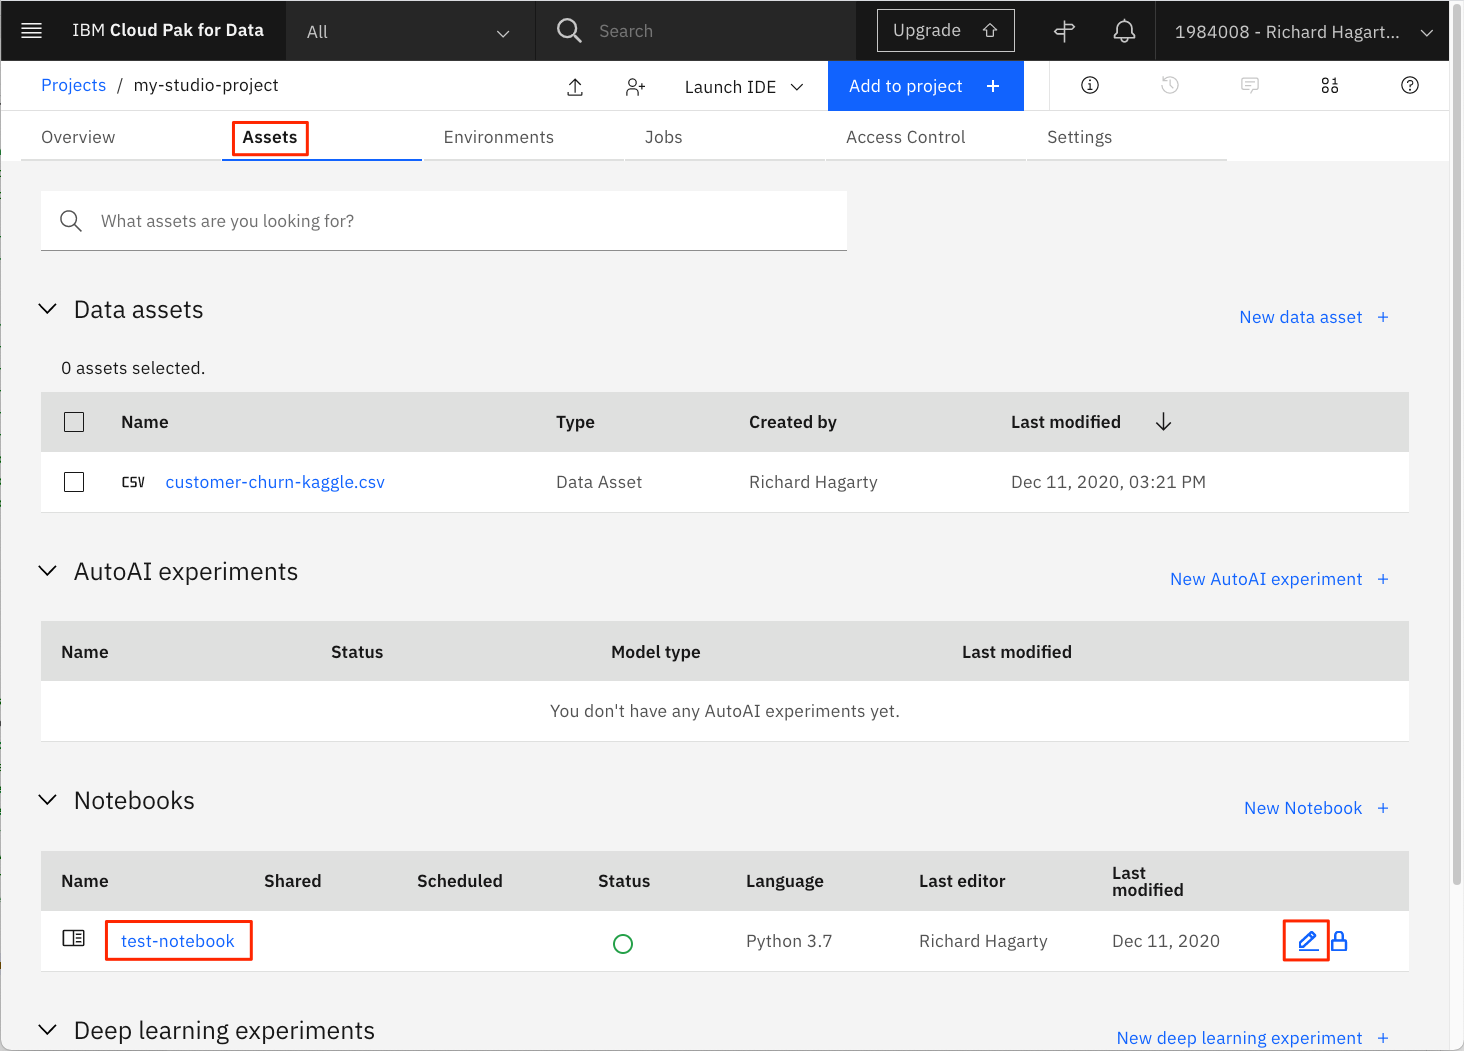 IBM Cloud Pak for Data All Search Upgrade 1984008 - Richard Hagart...
Projects / my-studio-project Launch IDE Add to project +
Overview Assets Environments Jobs Access Control Settings
What assets are you looking for?
Data assets
New data asset +
0 assets selected.
Name Type Created by Last modified
CSV customer-churn-kaggle.csv Data Asset Richard Hagarty Dec 11, 2020, 03:21 PM
AutoAI experiments
New AutoAI experiment +
Name Status Model type Last modified
You don't have any AutoAI experiments yet.
Notebooks
New Notebook +
Name Shared Scheduled Status Language Last editor Last modified
test-notebook Python 3.7 Richard Hagarty Dec 11, 2020
Deep learning experiments
New deep learning experiment +